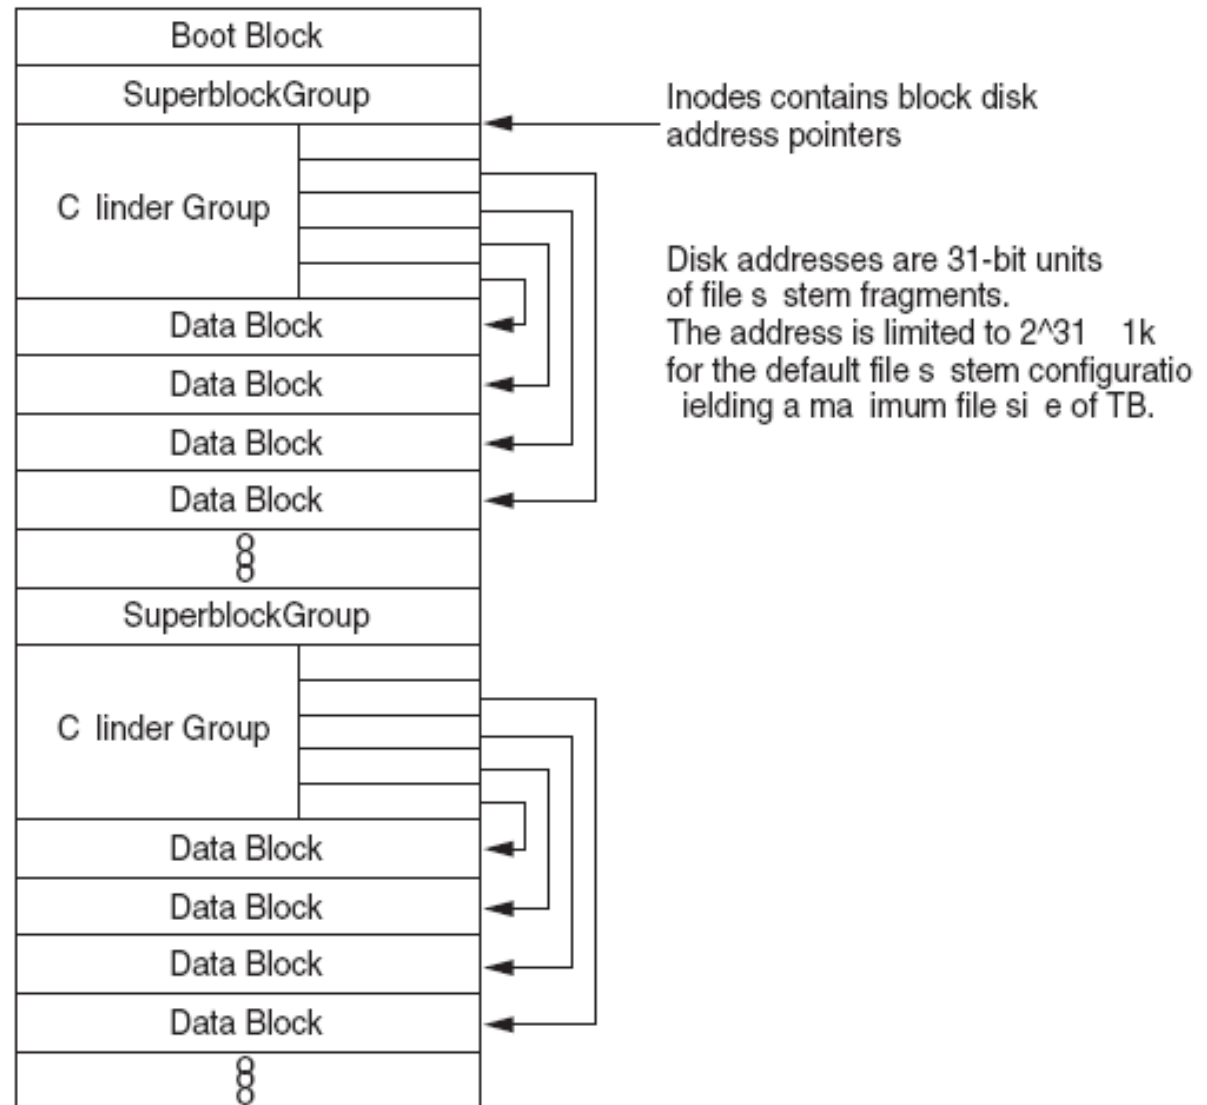 Boot Block
SuperblockGroup
Inodes contains block disk
address pointers
C linder Group
Disk addresses are 31-bit units
of file s stem fragments.
The address is limited to 2^31 1k
for the default file s stem configuratio
ielding a ma imum file si e of TB.
Data Block
Data Block
Data Block
Data Block
SuperblockGroup
C linder Group
Data Block
Data Block
Data Block
Data Block